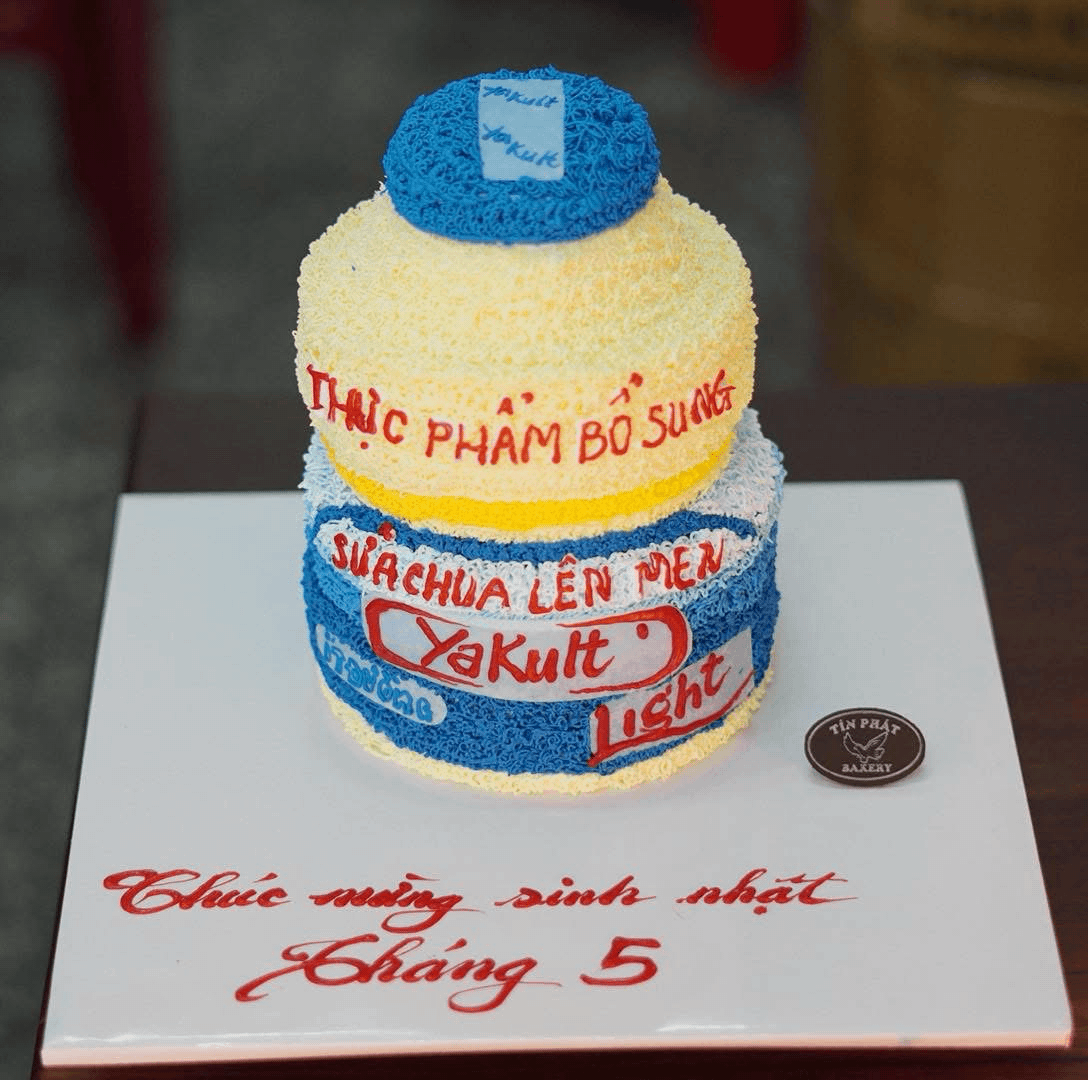 Yakult
Yakult
THỰC PHẨM BỔ SUNG
SỮA CHUA LÊN MEN
Yakult
Light
TÍN PHÁT
BAKERY
Chúc mừng sinh nhật
Tháng 5